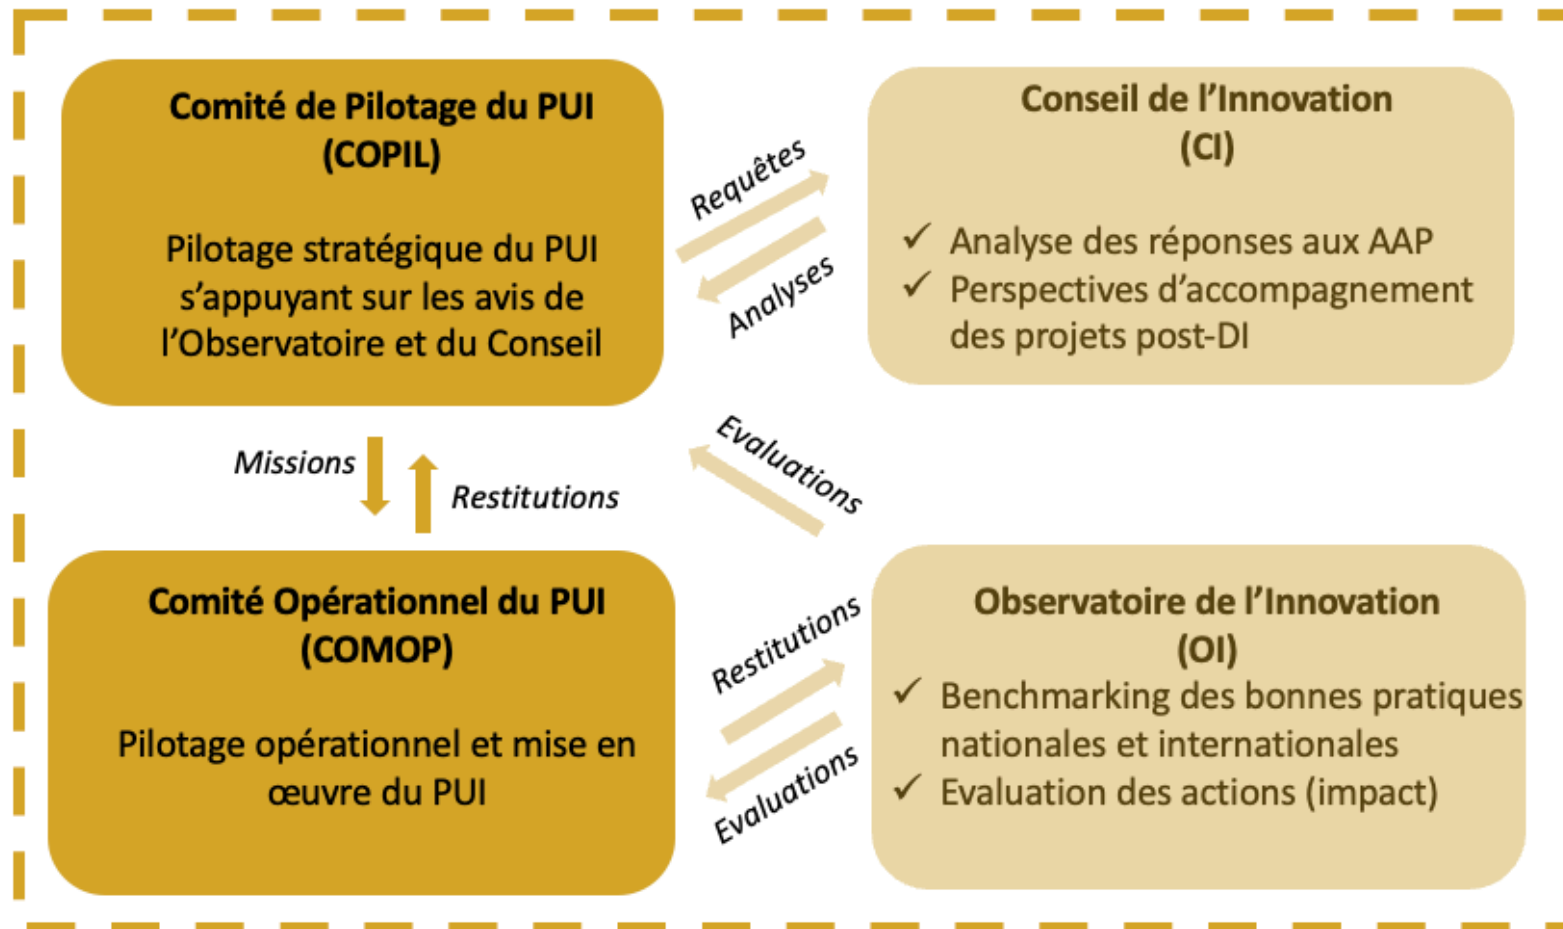 Comité de Pilotage du PUI
(COPIL)
Pilotage stratégique du PUI
s'appuyant sur les avis de
l'Observatoire et du Conseil
Requêtes
Analyses
Conseil de l'Innovation
(CI)
✓ Analyse des réponses aux AAP
✓ Perspectives d'accompagnement
des projets post-DI
Missions
Restitutions
Evaluations
Comité Opérationnel du PUI
(COMOP)
Pilotage opérationnel et mise en
œuvre du PUI
Restitutions
Evaluations
Observatoire de l'Innovation
(OI)
✓ Benchmarking des bonnes pratiques
nationales et internationales
✓ Evaluation des actions (impact)